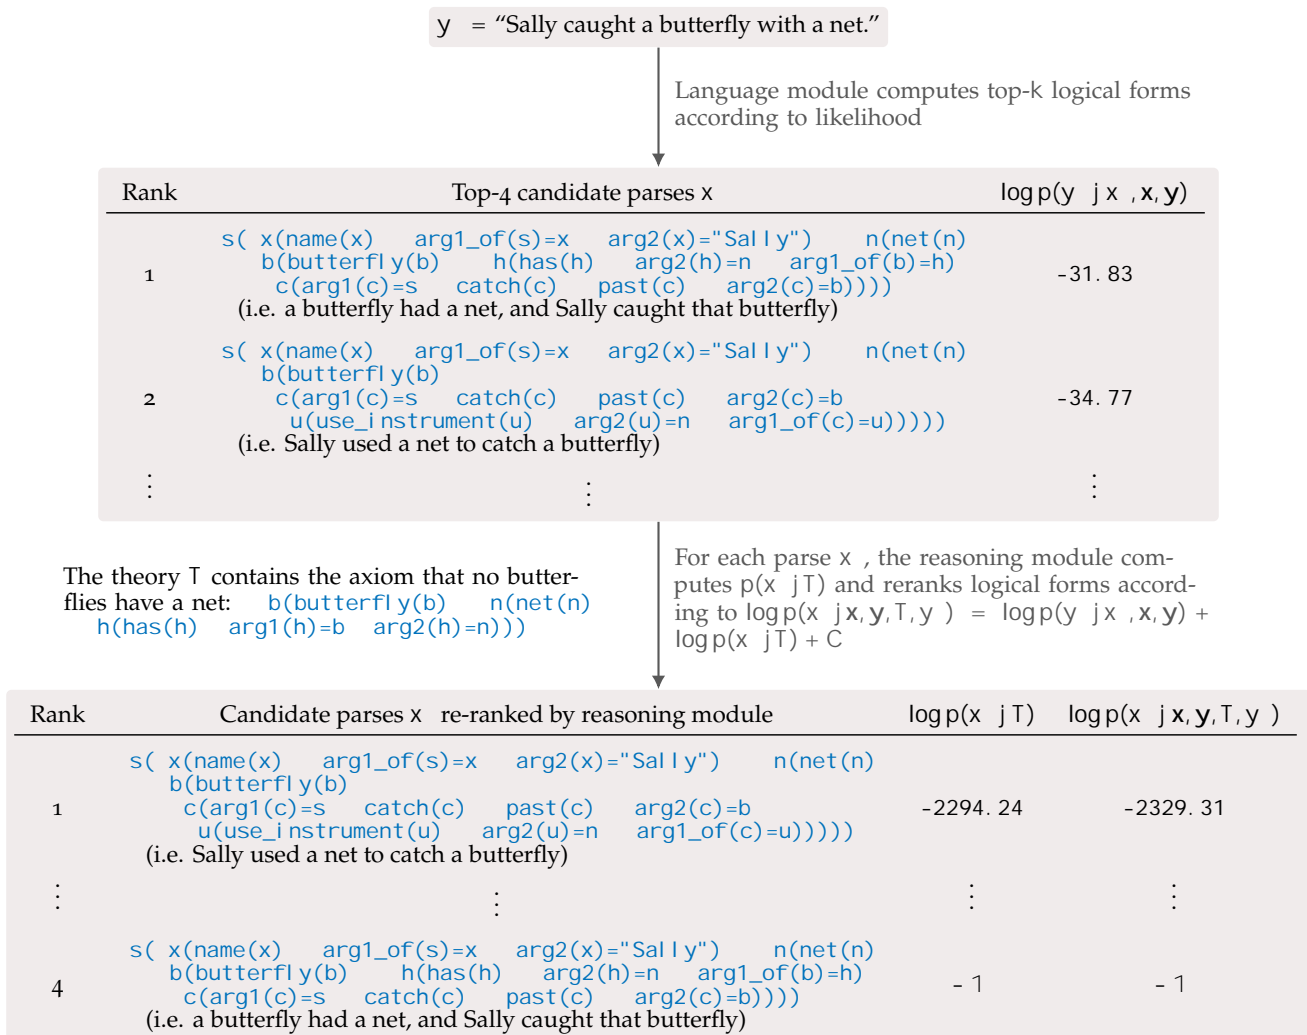 y = “Sally caught a butterfly with a net.”
Language module computes top-k logical forms
according to likelihood
Rank Top-4 candidate parses x log p(y j x , x, y)
s( x(name(x) arg1_of(s)=x arg2(x)="Sally") n(net(n)
b(butterfly(b) h(has(h) arg2(h)=n arg1_of(b)=h)
1 c(arg1(c)=s catch(c) past(c) arg2(c)=b)))) -31.83
(i.e. a butterfly had a net, and Sally caught that butterfly)
s( x(name(x) arg1_of(s)=x arg2(x)="Sally") n(net(n)
b(butterfly(b)
2 c(arg1(c)=s catch(c) past(c) arg2(c)=b -34.77
u(use_instrument(u) arg2(u)=n arg1_of(c)=u)))))
(i.e. Sally used a net to catch a butterfly)
⋮ ⋮ ⋮
The theory T contains the axiom that no butter-
flies have a net: b(butterfly(b) n(net(n)
h(has(h) arg1(h)=b arg2(h)=n)))
For each parse x , the reasoning module com-
putes p(x jT) and reranks logical forms accord-
ing to log p(x j x, y, T, y ) = log p(y j x , x, y) +
log p(x jT) + C
Rank Candidate parses x re-ranked by reasoning module log p(x jT) log p(x j x, y, T, y )
s( x(name(x) arg1_of(s)=x arg2(x)="Sally") n(net(n)
b(butterfly(b)
1 c(arg1(c)=s catch(c) past(c) arg2(c)=b -2294.24 -2329.31
u(use_instrument(u) arg2(u)=n arg1_of(c)=u)))))
(i.e. Sally used a net to catch a butterfly)
⋮ ⋮ ⋮ ⋮
s( x(name(x) arg1_of(s)=x arg2(x)="Sally") n(net(n)
b(butterfly(b) h(has(h) arg2(h)=n arg1_of(b)=h)
4 c(arg1(c)=s catch(c) past(c) arg2(c)=b)))) - 1 - 1
(i.e. a butterfly had a net, and Sally caught that butterfly)